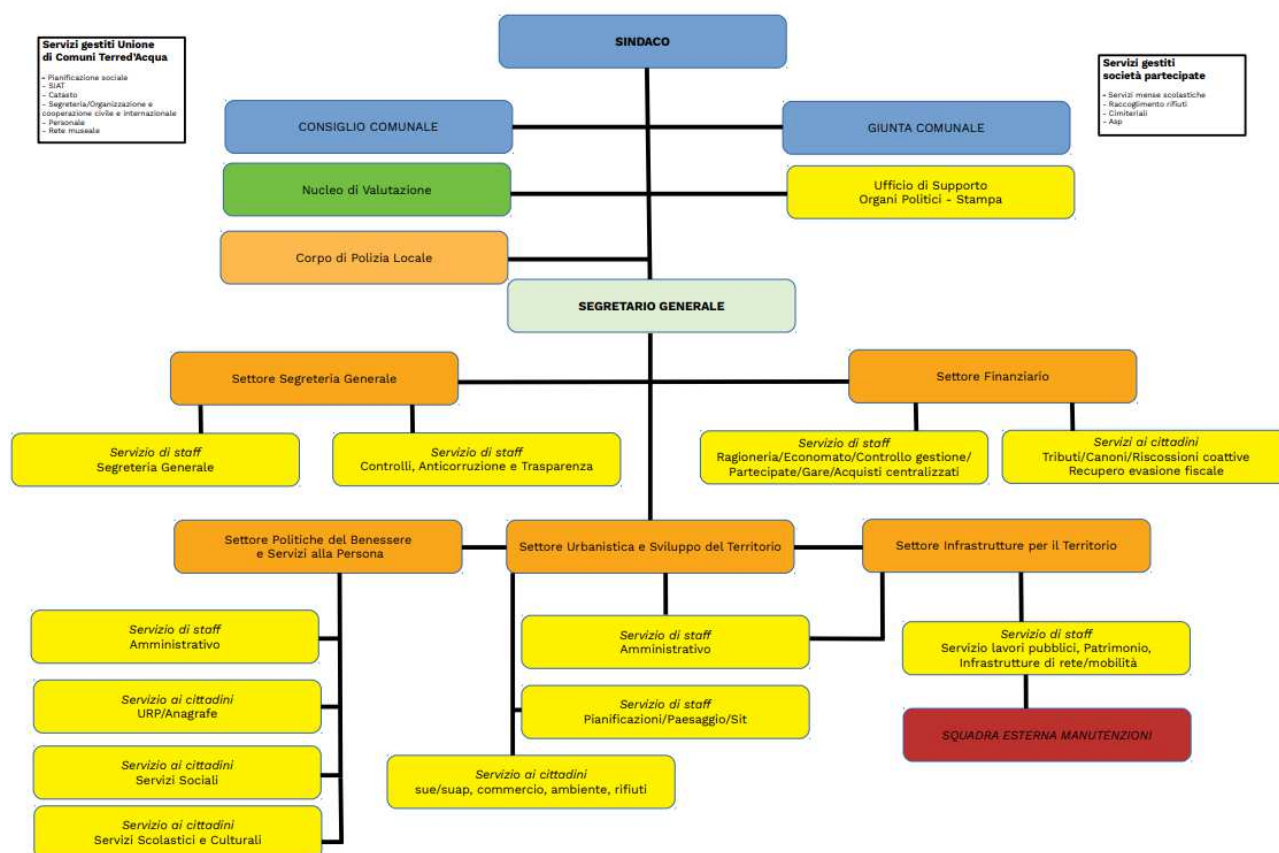 Servizi gestiti Unione
di Comuni Terred'Acqua
- Pianificazione sociale
- SIAT
- Catasto
- Segreteria/Organizzazione e
cooperazione civile e internazionale
- Personale
- Rete museale
SINDACO
Servizi gestiti
società partecipate
- Servizi mense scolastiche
- Raccoglimento rifiuti
- Cimiteriali
- Asp
CONSIGLIO COMUNALE
GIUNTA COMUNALE
Nucleo di Valutazione
Ufficio di Supporto
Organi Politici - Stampa
Corpo di Polizia Locale
SEGRETARIO GENERALE
Settore Segreteria Generale
Settore Finanziario
Servizio di staff
Segreteria Generale
Servizio di staff
Controlli, Anticorruzione e Trasparenza
Servizio di staff
Ragioneria/Economato/Controllo gestione/
Partecipate/Gare/Acquisti centralizzati
Servizi ai cittadini
Tributi/Canoni/Riscossioni coattive
Recupero evasione fiscale
Settore Politiche del Benessere
e Servizi alla Persona
Settore Urbanistica e Sviluppo del Territorio
Settore Infrastrutture per il Territorio
Servizio di staff
Amministrativo
Servizio di staff
Amministrativo
Servizio di staff
Servizio lavori pubblici, Patrimonio,
Infrastrutture di rete/mobilità
Servizio ai cittadini
URP/Anagrafe
Servizio di staff
Pianificazioni/Paesaggio/Sit
SQUADRA ESTERNA MANUTENZIONI
Servizio ai cittadini
Servizi Sociali
Servizio ai cittadini
sue/suap, commercio, ambiente, rifiuti
Servizio ai cittadini
Servizi Scolastici e Culturali